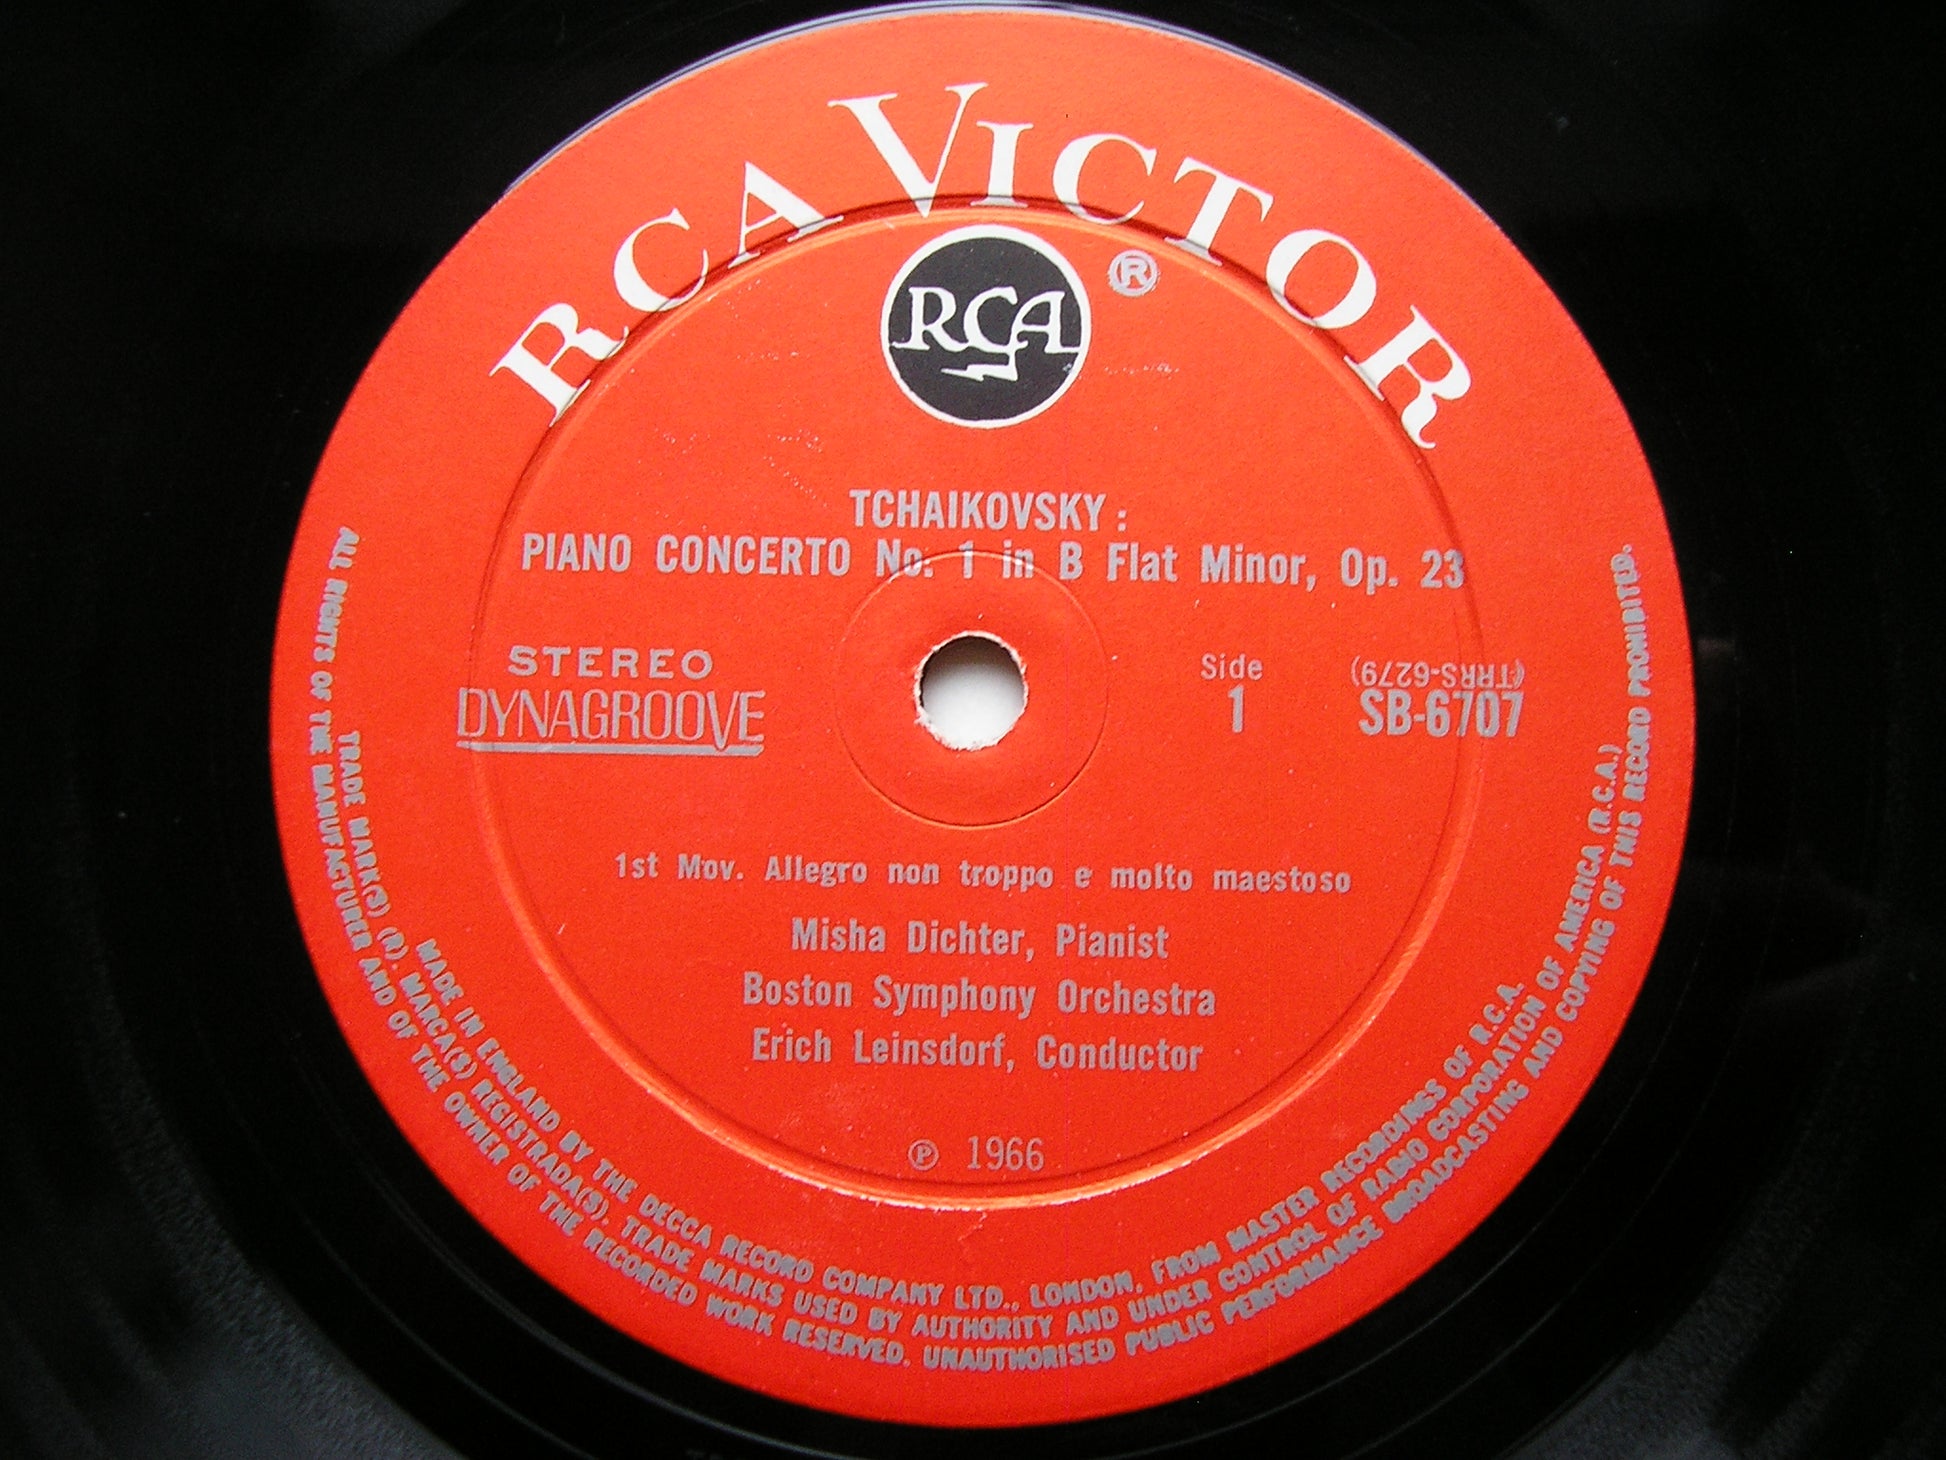 RCA VICTOR
RCA ®
TCHAIKOVSKY :
PIANO CONCERTO No. 1 in B Flat Minor, Op. 23
STEREO
DYNAGROOVE
Side
1
(TRRS-6279)
SB-6707
1st Mov. Allegro non troppo e molto maestoso
Misha Dichter, Pianist
Boston Symphony Orchestra
Erich Leinsdorf, Conductor
℗ 1966
MADE IN ENGLAND BY THE DECCA RECORD COMPANY LTD., LONDON, FROM MASTER RECORDINGS OF R.C.A.
TRADE MARK(S) (R). MARCA(S) REGISTRADA(S). TRADE MARKS USED BY AUTHORITY AND UNDER CONTROL OF RADIO CORPORATION OF AMERICA (R.C.A.)
ALL RIGHTS OF THE MANUFACTURER AND OF THE OWNER OF THE RECORDED WORK RESERVED. UNAUTHORISED PUBLIC PERFORMANCE BROADCASTING AND COPYING OF THIS RECORD PROHIBITED.